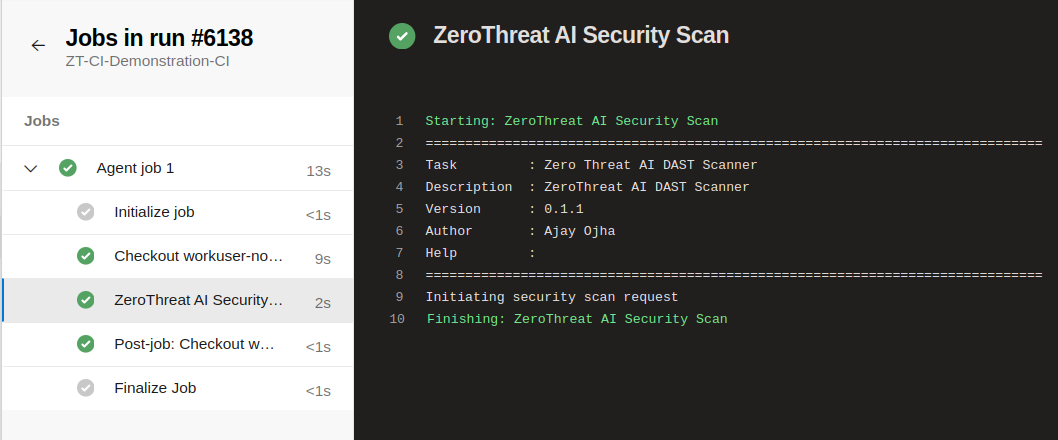 Jobs in run #6138
ZT-CI-Demonstration-CI
Jobs
Agent job 1 13s
Initialize job <1s
Checkout workuser-no… 9s
ZeroThreat AI Security… 2s
Post-job: Checkout w… <1s
Finalize Job <1s
ZeroThreat AI Security Scan
1 Starting: ZeroThreat AI Security Scan
2 ==============================================================================
3 Task         : Zero Threat AI DAST Scanner
4 Description  : ZeroThreat AI DAST Scanner
5 Version      : 0.1.1
6 Author       : Ajay Ojha
7 Help         :
8 ==============================================================================
9 Initiating security scan request
10 Finishing: ZeroThreat AI Security Scan